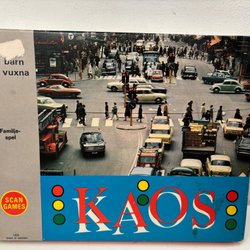 barn
vuxna
Familje-
spel
SCAN
GAMES
KAOS